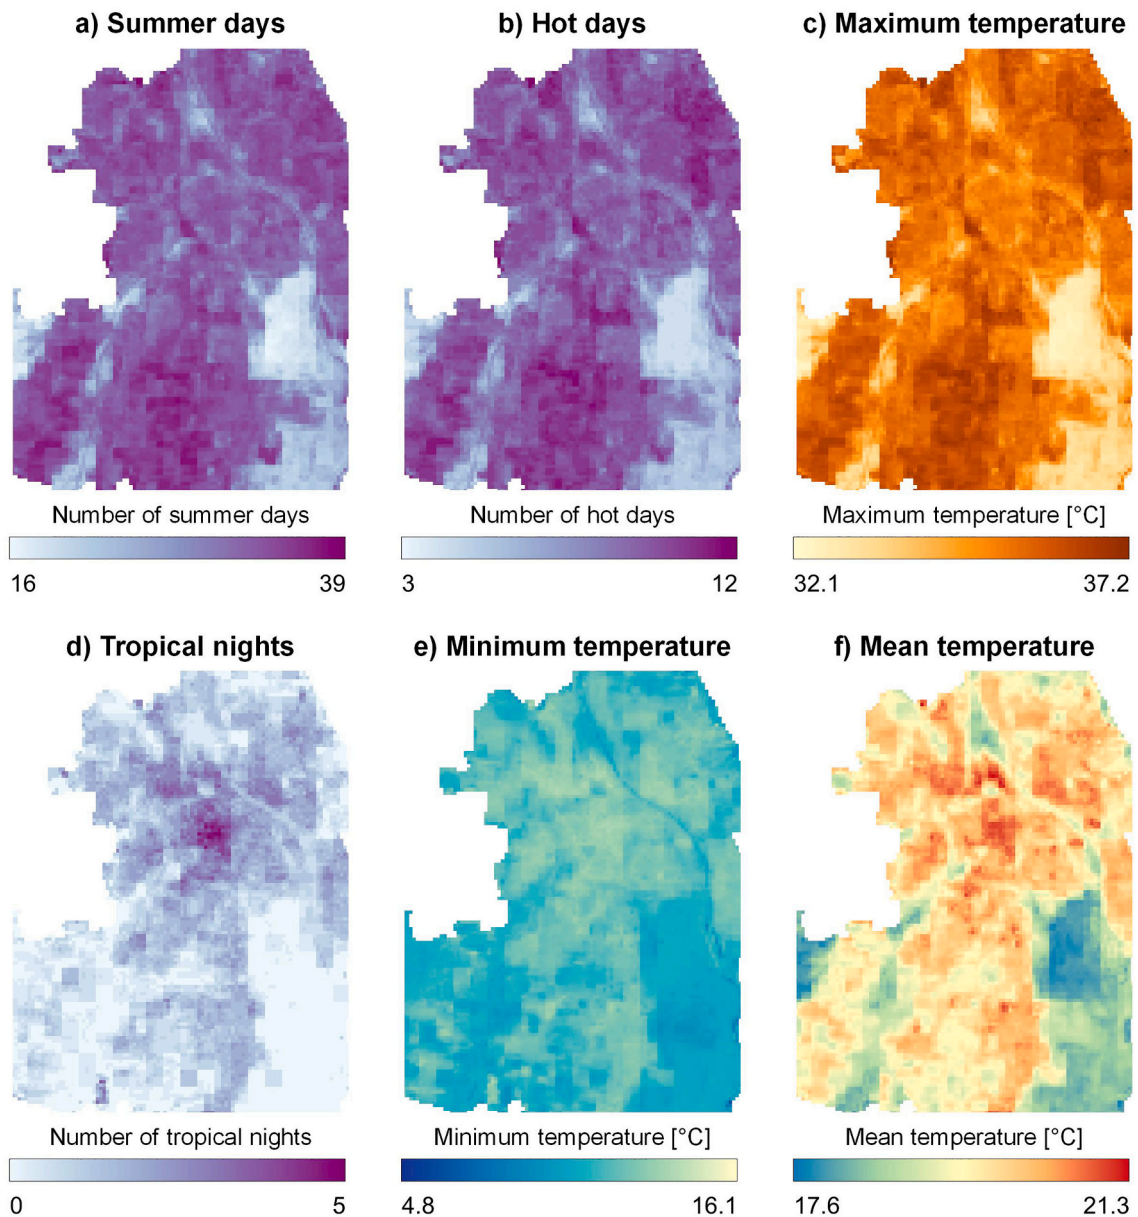 a) Summer days
b) Hot days
c) Maximum temperature
Number of summer days
Number of hot days
Maximum temperature [°C]
16
39
3
12
32.1
37.2
d) Tropical nights
e) Minimum temperature
f) Mean temperature
Number of tropical nights
Minimum temperature [°C]
Mean temperature [°C]
0
5
4.8
16.1
17.6
21.3